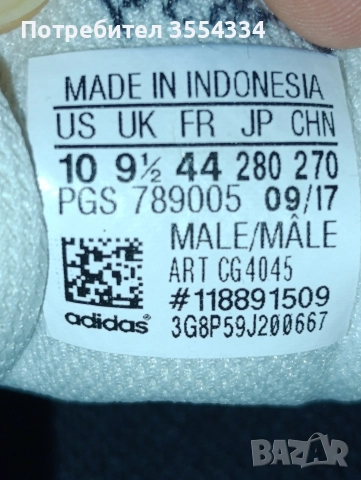 Потребител 3554334
MADE IN INDONESIA
US UK FR JP CHN
10 9½ 44 280 270
PGS 789005 09/17
MALE/MÂLE
ART CG4045
#118891509
adidas 3G8P59J200667
BAZAR